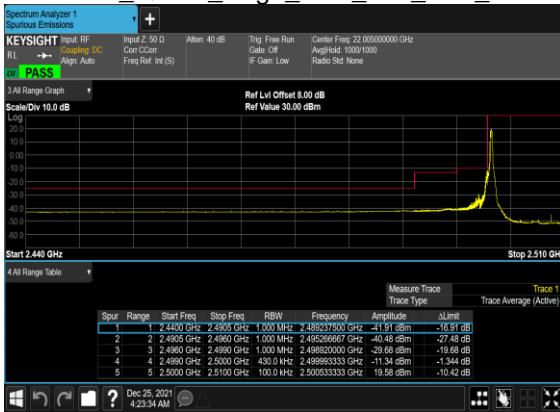 Spectrum Analyzer 1
Spurious Emissions
+
KEYSIGHT Input: RF Input Z: 50 Ω Atten: 40 dB Trig: Free Run Center Freq: 22.005000000 GHz
RL Coupling: DC Corr CCorr Gate: Off Avg|Hold: 1000/1000
Align: Auto Freq Ref: Int (S) IF Gain: Low Radio Std: None
PASS
3 All Range Graph
Ref Lvl Offset 8.00 dB
Scale/Div 10.0 dB Ref Value 30.00 dBm
Log
20.0
10.0
0.00
-10.0
-20.0
-30.0
-40.0
-50.0
-60.0
Start 2.440 GHz Stop 2.510 GH
4 All Range Table
Measure Trace Trace 1
Trace Type Trace Average (Active)
Spur Range Start Freq Stop Freq RBW Frequency Amplitude ΔLimit
1 1 2.4400 GHz 2.4905 GHz 1.000 MHz 2.489237500 GHz -41.91 dBm -16.91 dB
2 2 2.4905 GHz 2.4960 GHz 1.000 MHz 2.495266667 GHz -40.48 dBm -27.48 dB
3 3 2.4960 GHz 2.4990 GHz 1.000 MHz 2.498920000 GHz -29.68 dBm -19.68 dB
4 4 2.4990 GHz 2.5000 GHz 430.0 kHz 2.499993333 GHz -11.34 dBm -1.344 dB
5 5 2.5000 GHz 2.5100 GHz 100.0 kHz 2.500533333 GHz 19.58 dBm -10.42 dB
? Dec 25, 2021
4:23:34 AM